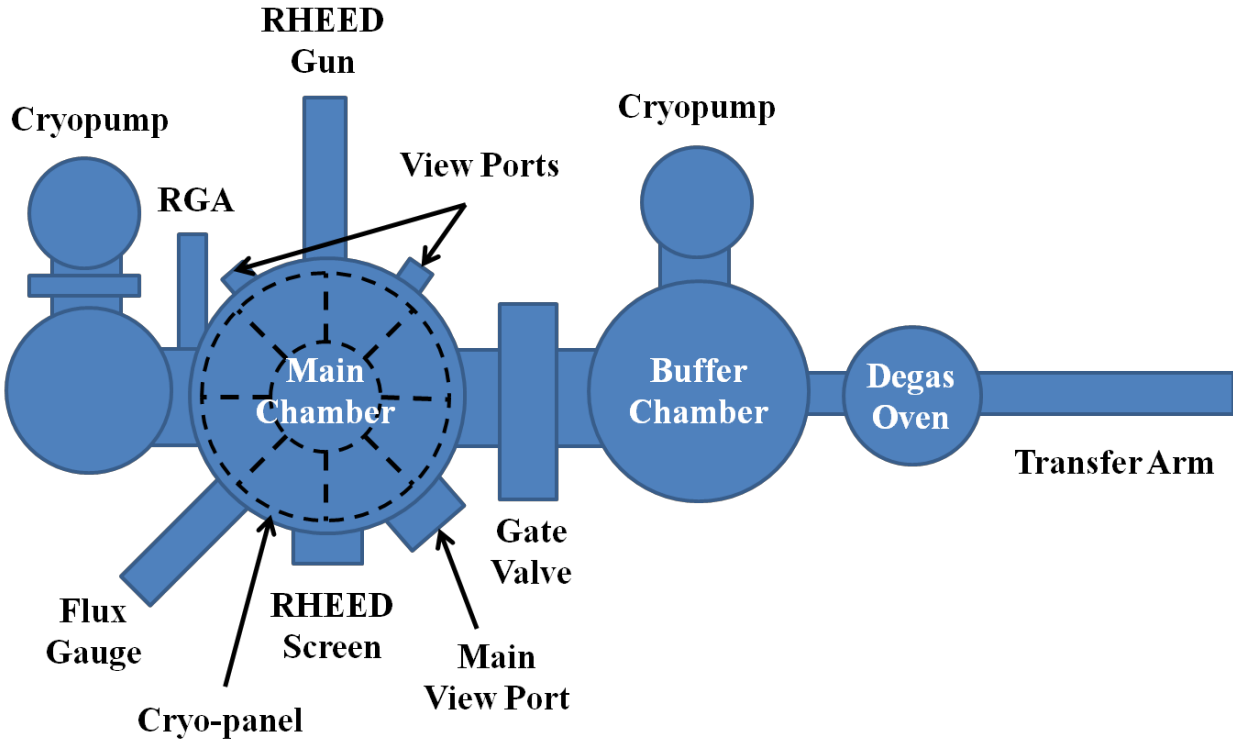 RHEED
Gun
Cryopump
Cryopump
View Ports
RGA
Main
Chamber
Buffer
Chamber
Degas
Oven
Transfer Arm
Gate
Valve
Flux
Gauge
RHEED
Screen
Main
View Port
Cryo-panel